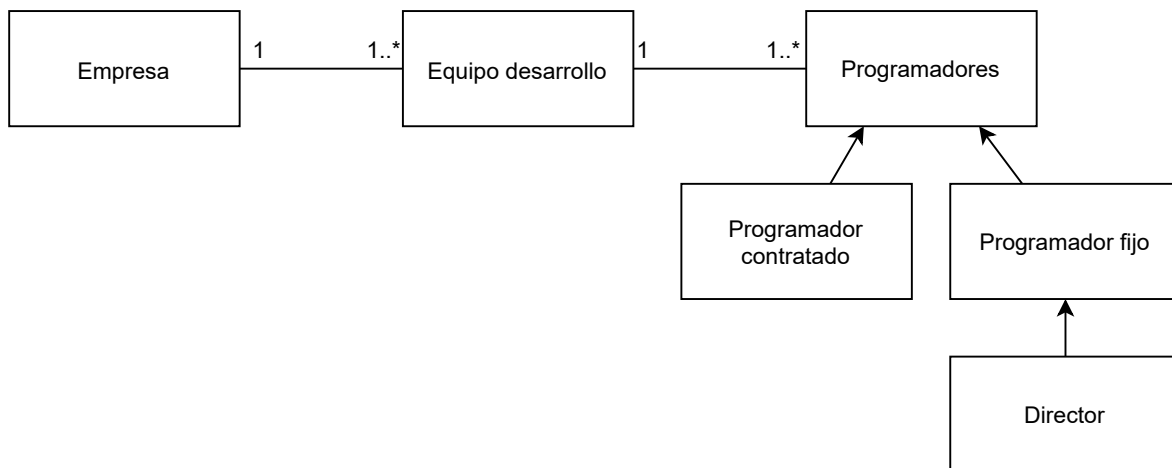 Empresa
1
1..*
Equipo desarrollo
1
1..*
Programadores
Programador
contratado
Programador fijo
Director